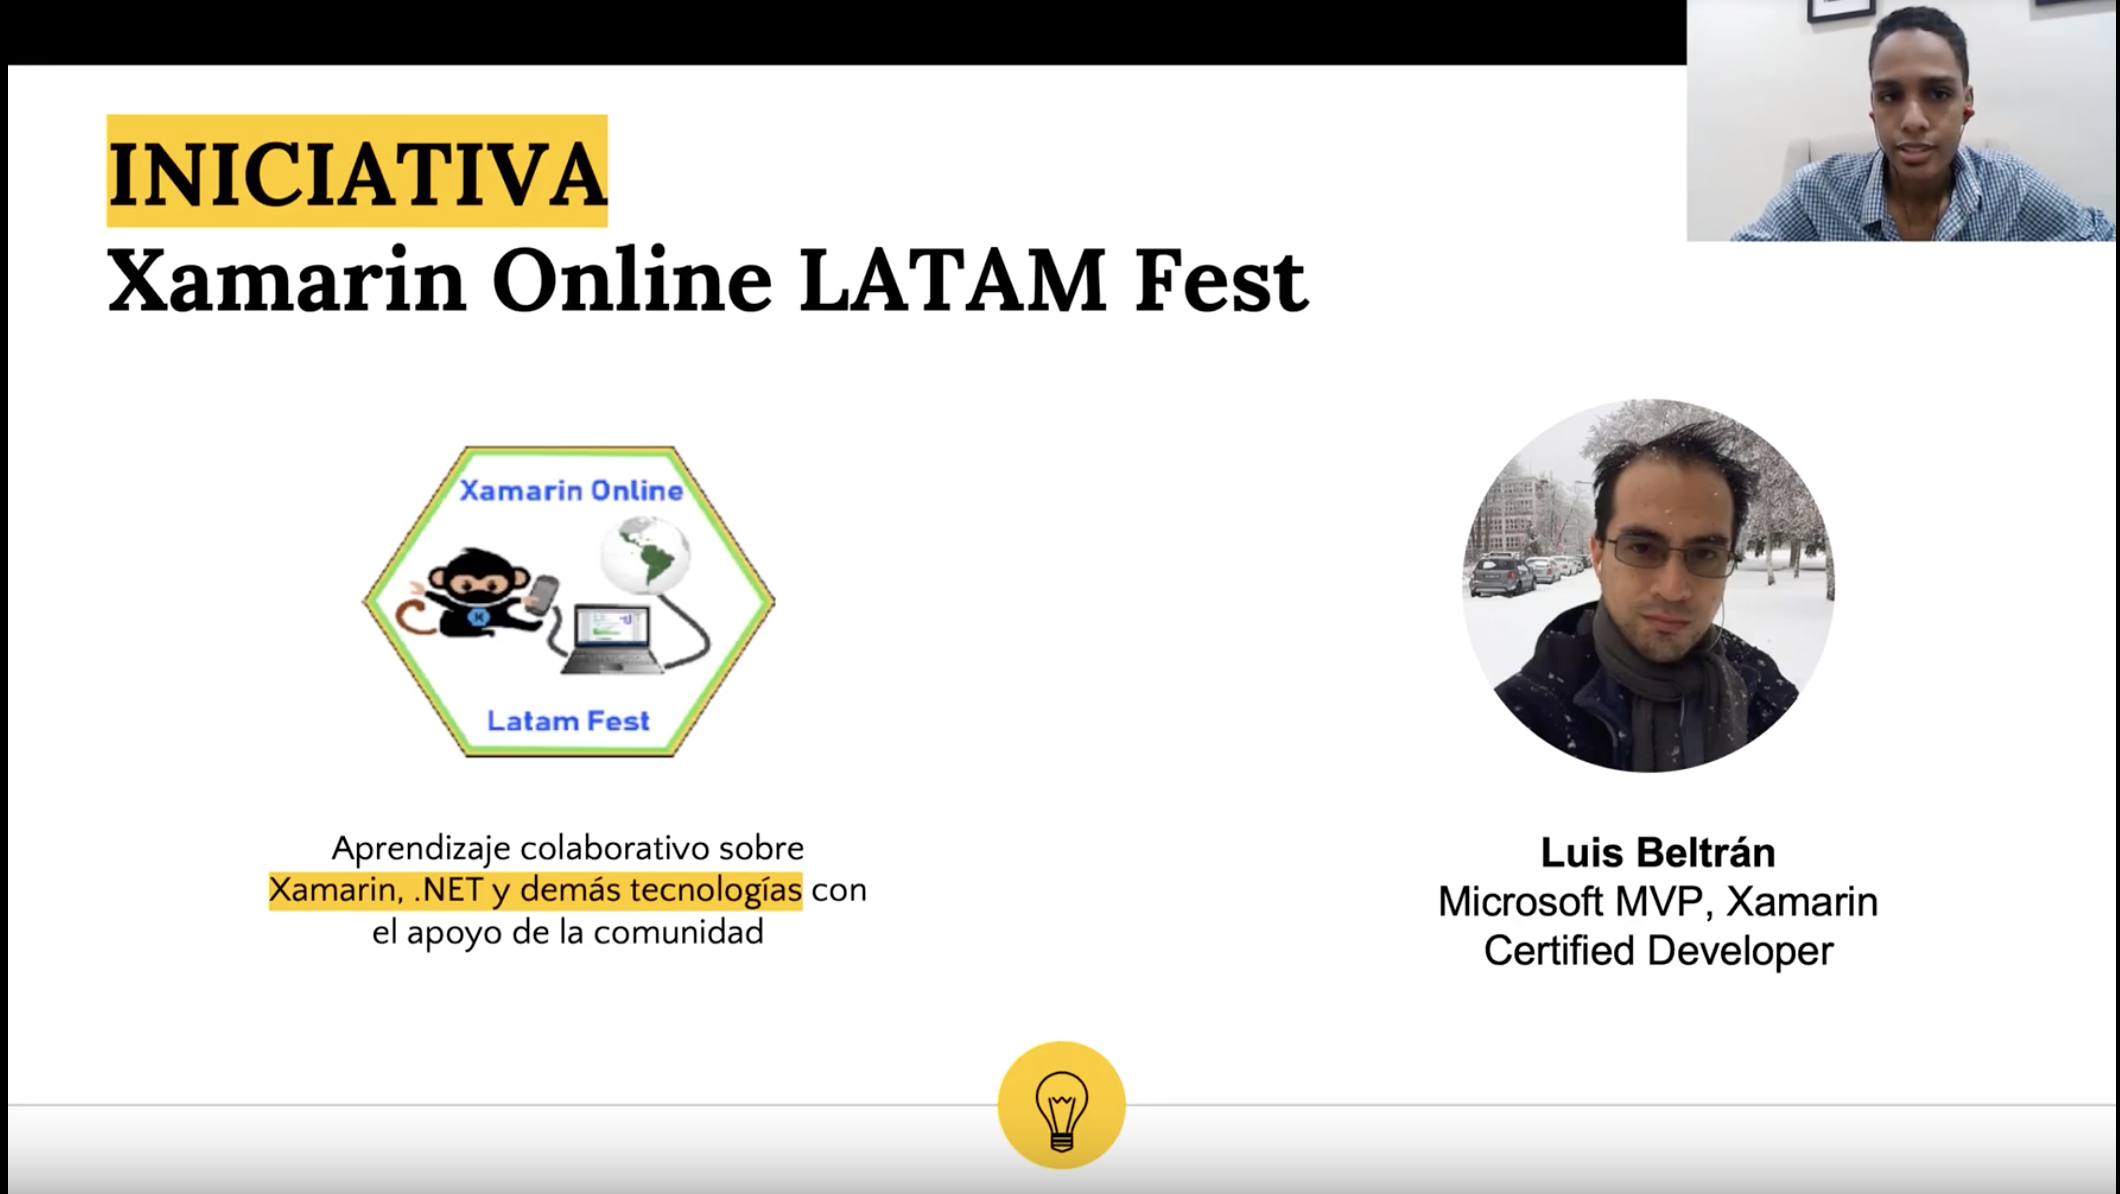 INICIATIVA
Xamarin Online LATAM Fest
Xamarin Online
Latam Fest
Aprendizaje colaborativo sobre
Xamarin, .NET y demás tecnologías con
el apoyo de la comunidad
Luis Beltrán
Microsoft MVP, Xamarin
Certified Developer